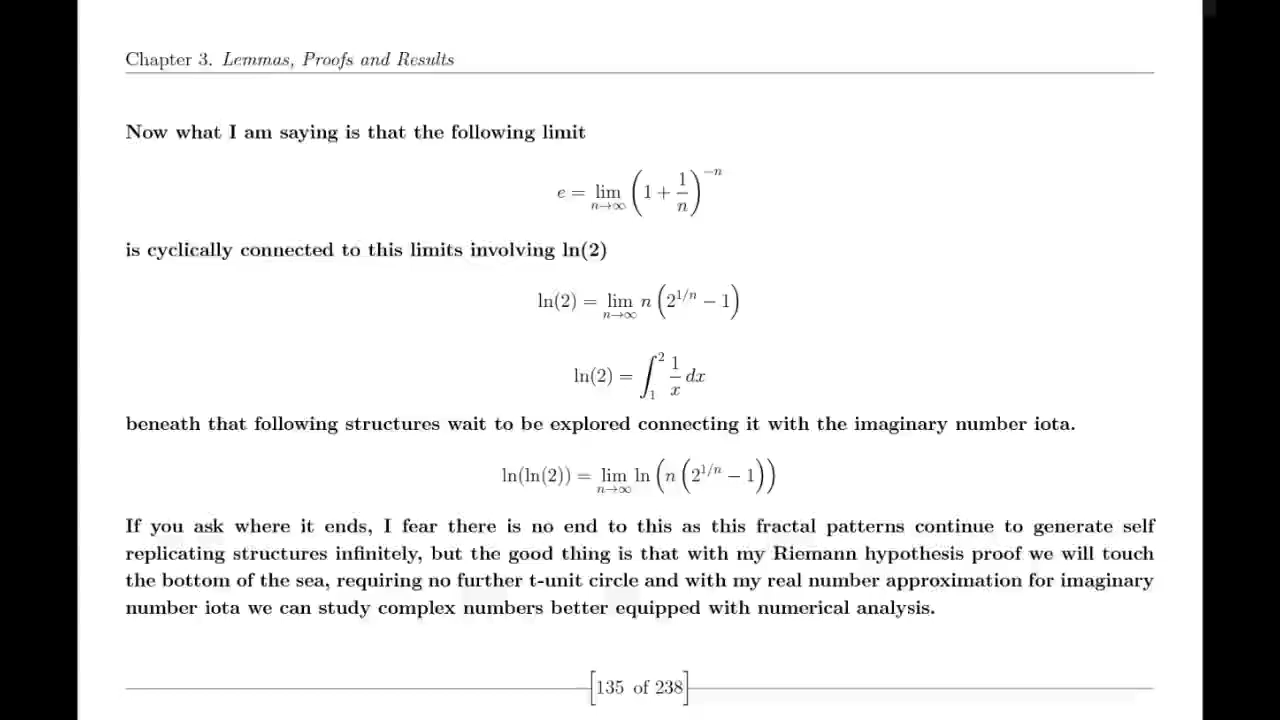 Chapter 3. Lemmas, Proofs and Results
Now what I am saying is that the following limit
e = lim_{n→∞} (1 + 1/n)^{−n}
is cyclically connected to this limits involving ln(2)
ln(2) = lim_{n→∞} n (2^{1/n} − 1)
ln(2) = ∫_1^2 1/x dx
beneath that following structures wait to be explored connecting it with the imaginary number iota.
ln(ln(2)) = lim_{n→∞} ln (n (2^{1/n} − 1))
If you ask where it ends, I fear there is no end to this as this fractal patterns continue to generate self
replicating structures infinitely, but the good thing is that with my Riemann hypothesis proof we will touch
the bottom of the sea, requiring no further t-unit circle and with my real number approximation for imaginary
number iota we can study complex numbers better equipped with numerical analysis.
[135 of 238]